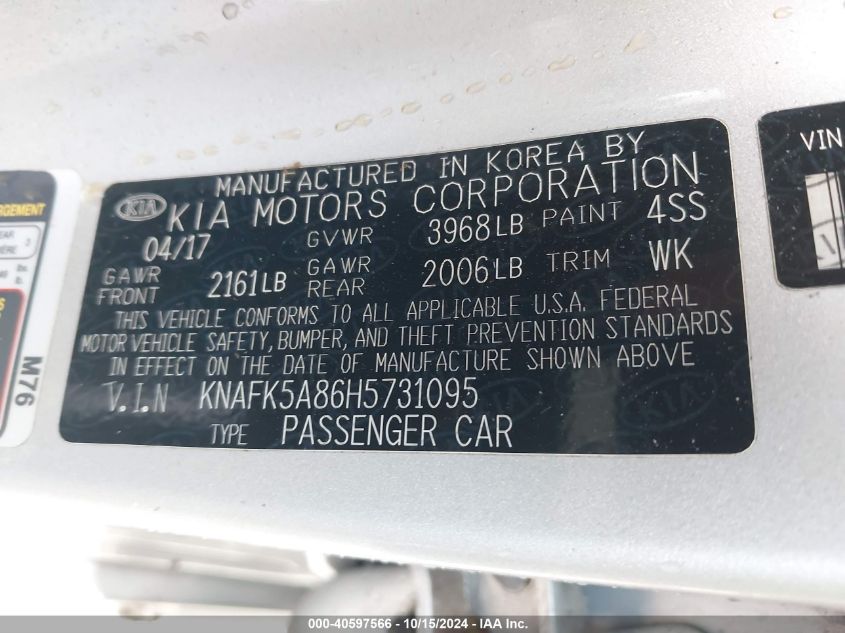 MANUFACTURED IN KOREA BY
KIA KIA MOTORS CORPORATION
04/17 GVWR 3968LB PAINT 4SS
GAWR FRONT 2161LB GAWR REAR 2006LB TRIM WK
THIS VEHICLE CONFORMS TO ALL APPLICABLE U.S.A. FEDERAL
MOTOR VEHICLE SAFETY, BUMPER, AND THEFT PREVENTION STANDARDS
IN EFFECT ON THE DATE OF MANUFACTURE SHOWN ABOVE
V.I.N KNAFK5A86H5731095
TYPE PASSENGER CAR
M76
VIN
000-40597566 - 10/15/2024 - IAA Inc.